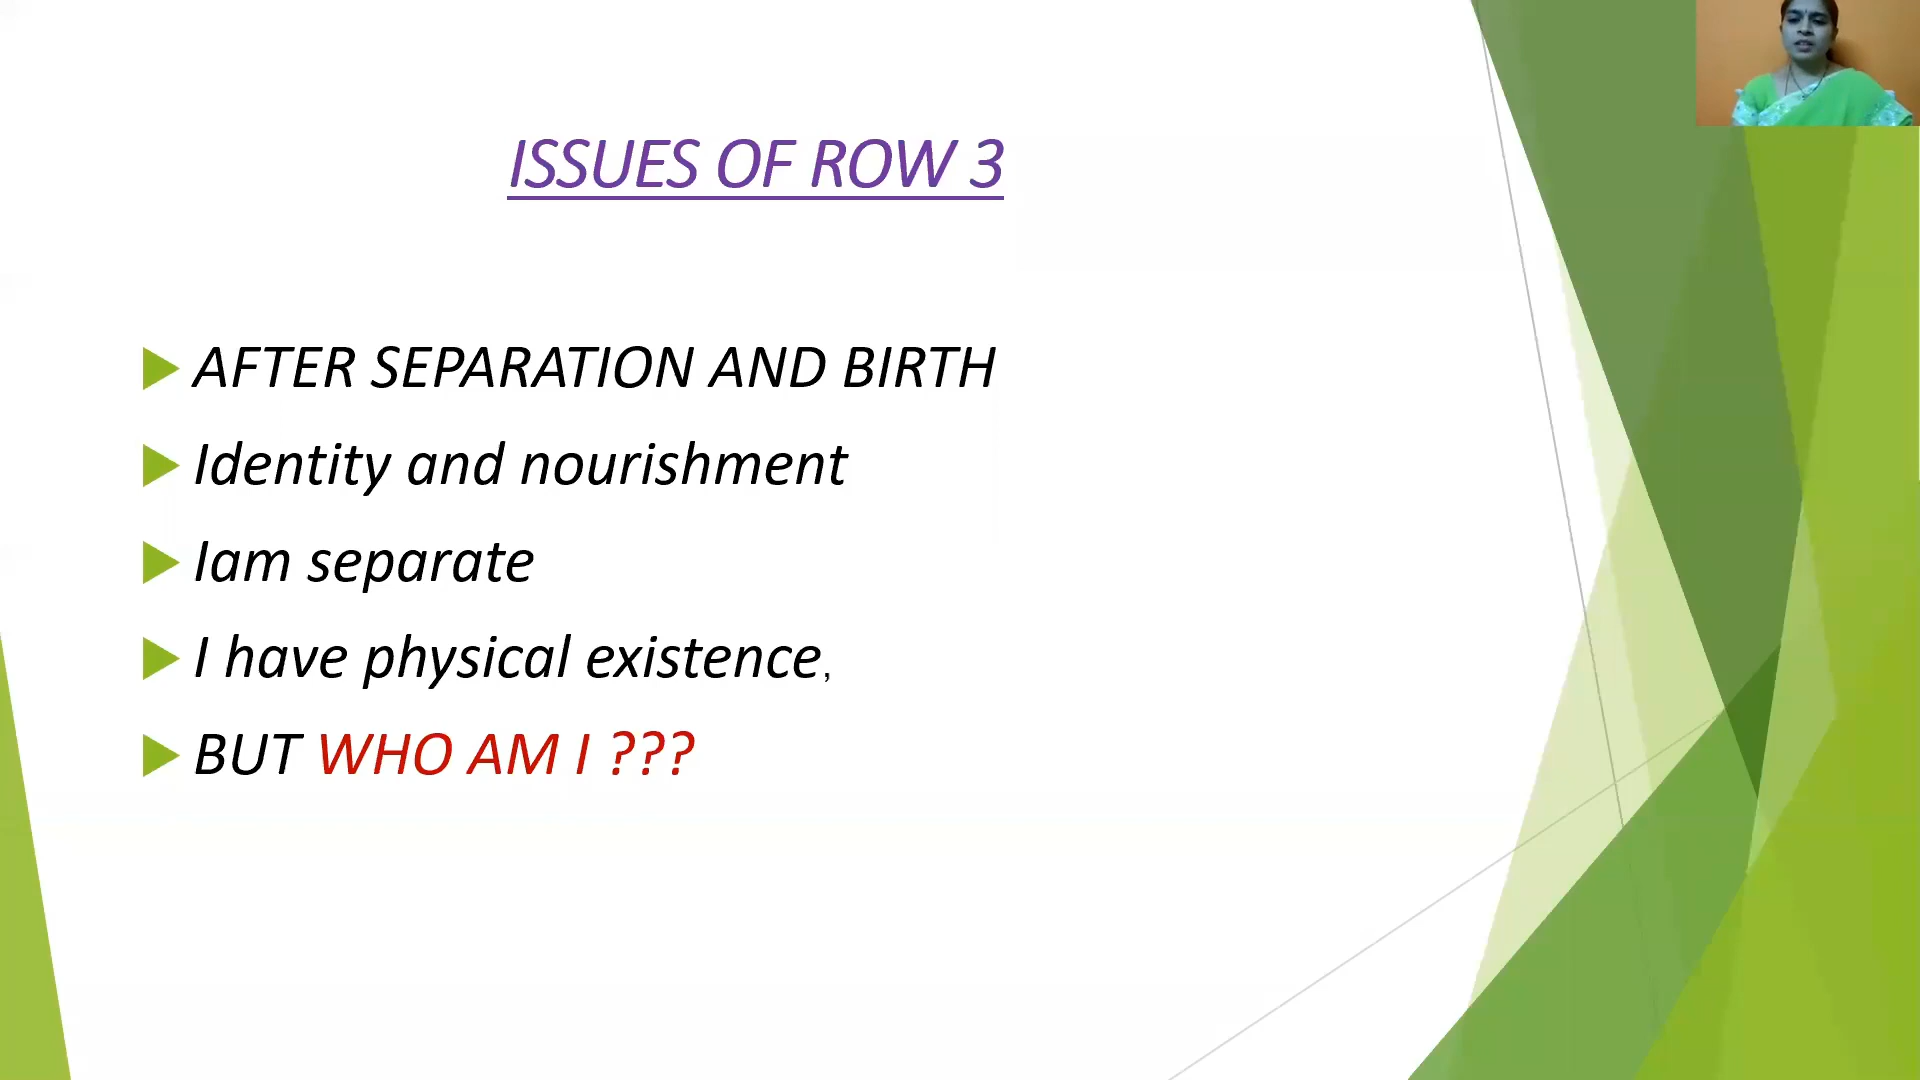 ISSUES OF ROW 3
AFTER SEPARATION AND BIRTH
Identity and nourishment
Iam separate
I have physical existence,
BUT WHO AM I ???